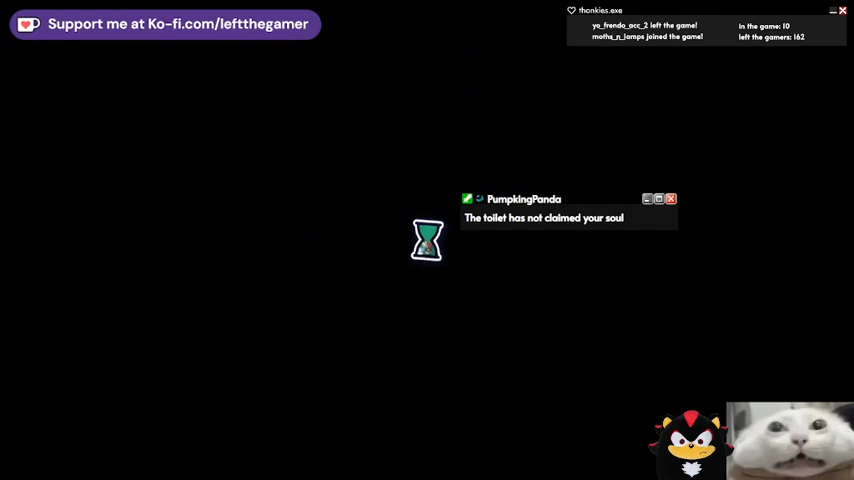 Support me at Ko-fi.com/leftthegamer
thankies.exe
yo_frendo_acc_2 left the game!
in the game: 10
moths_n_lamps joined the game!
left the gamers: 162
PumpkingPanda
The toilet has not claimed your soul